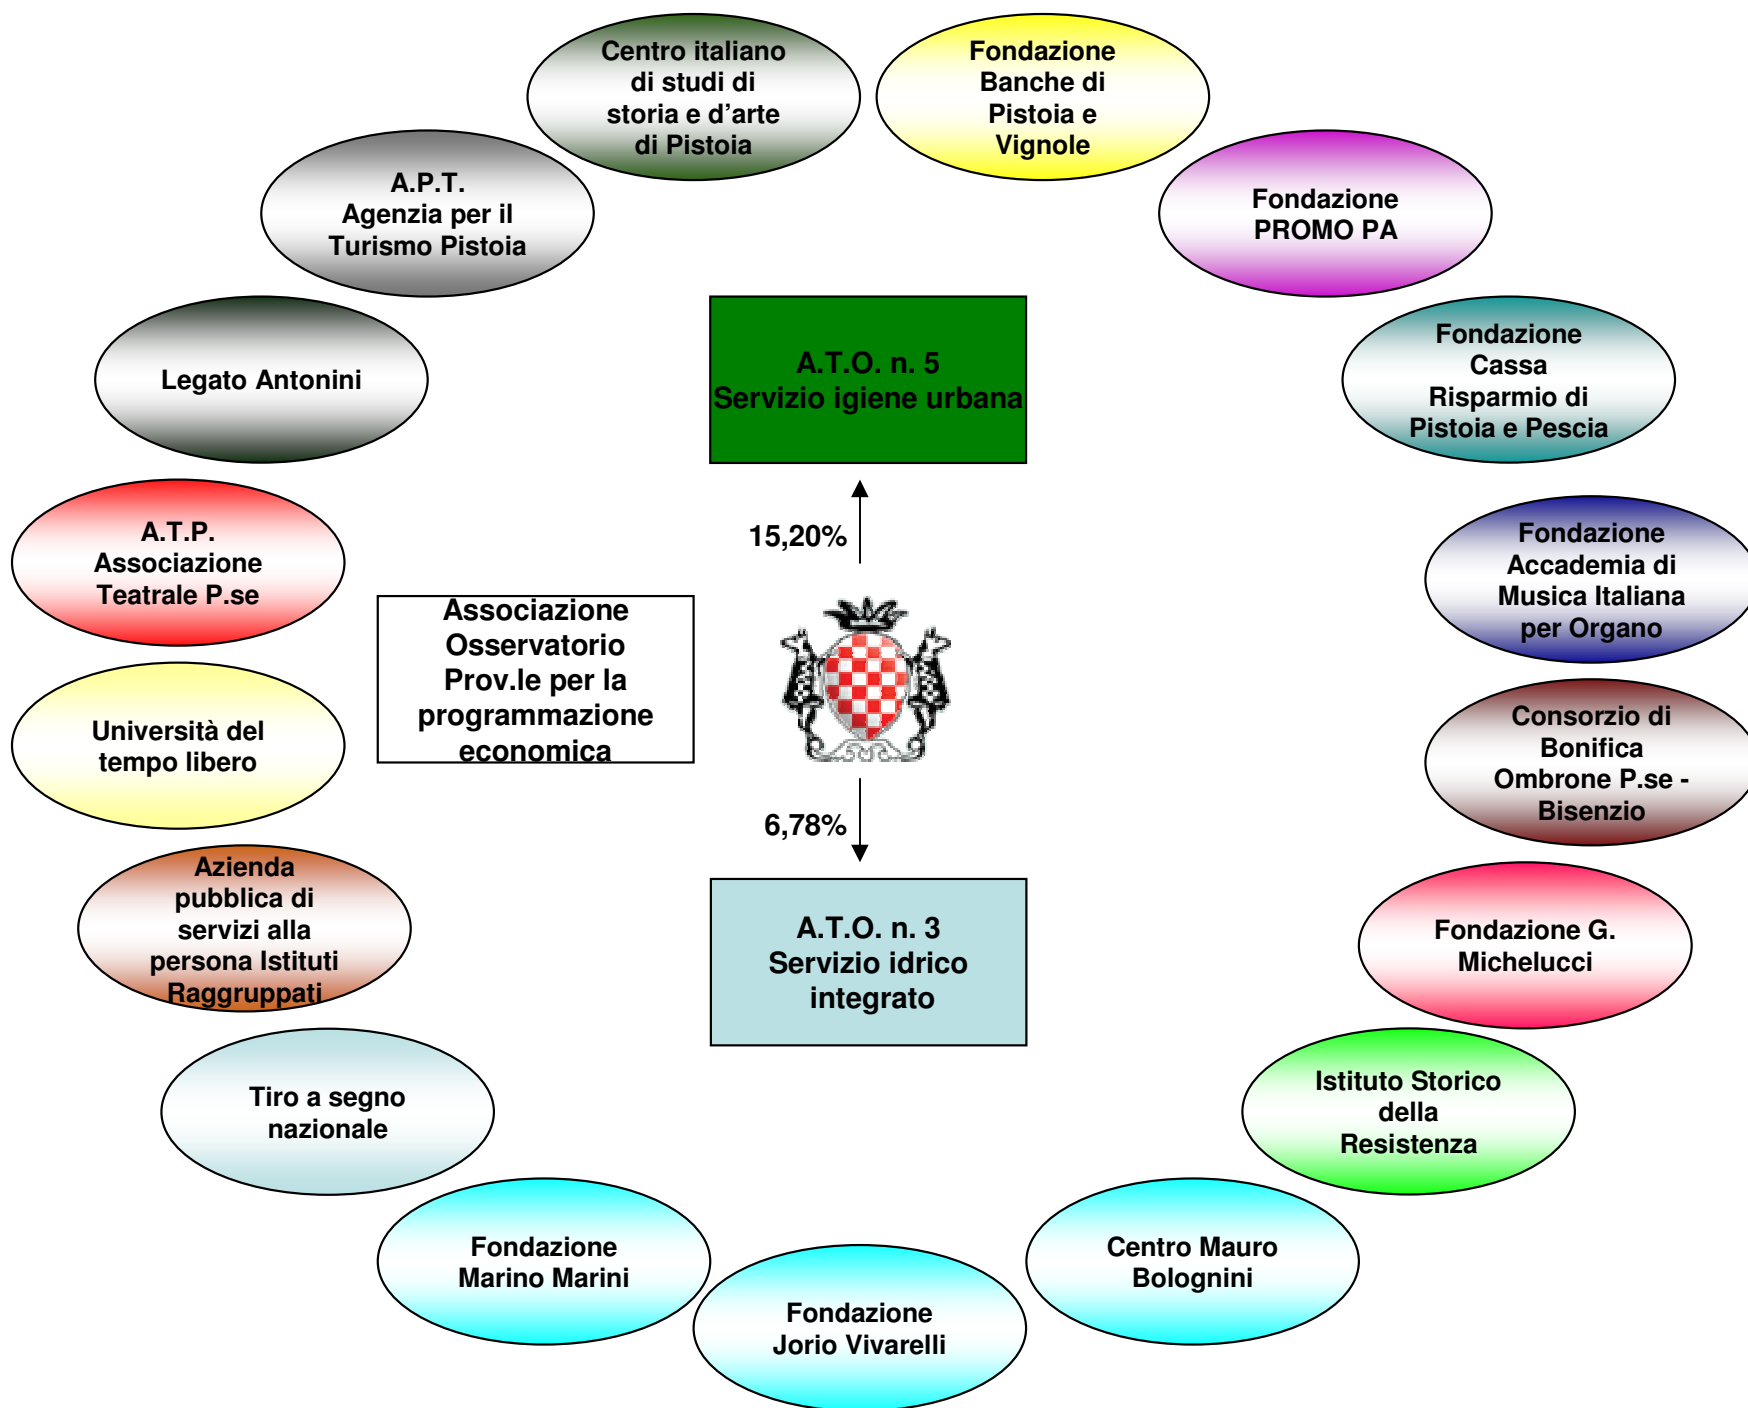 Centro italiano
di studi di
storia e d'arte
di Pistoia
Fondazione
Banche di
Pistoia e
Vignole
A.P.T.
Agenzia per il
Turismo Pistoia
Fondazione
PROMO PA
Legato Antonini
A.T.O. n. 5
Servizio igiene urbana
Fondazione
Cassa
Risparmio di
Pistoia e Pescia
A.T.P.
Associazione
Teatrale P.se
15,20%
Fondazione
Accademia di
Musica Italiana
per Organo
Associazione
Osservatorio
Prov.le per la
programmazione
economica
Università del
tempo libero
Consorzio di
Bonifica
Ombrone P.se -
Bisenzio
6,78%
Azienda
pubblica di
servizi alla
persona Istituti
Raggruppati
A.T.O. n. 3
Servizio idrico
integrato
Fondazione G.
Michelucci
Tiro a segno
nazionale
Istituto Storico
della
Resistenza
Fondazione
Marino Marini
Fondazione
Jorio Vivarelli
Centro Mauro
Bolognini